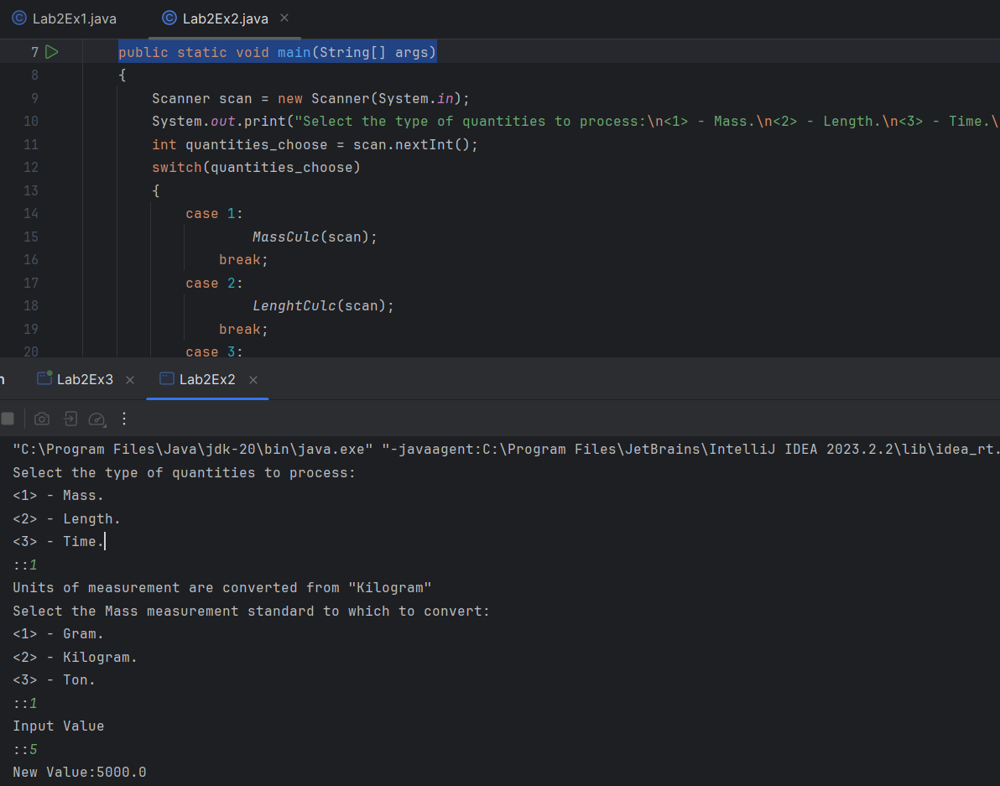 Lab2Ex1.java Lab2Ex2.java
7 public static void main(String[] args)
8 {
9 Scanner scan = new Scanner(System.in);
10 System.out.print("Select the type of quantities to process:\n<1> - Mass.\n<2> - Length.\n<3> - Time.\
11 int quantities_choose = scan.nextInt();
12 switch(quantities_choose)
13 {
14 case 1:
15 MassCulc(scan);
16 break;
17 case 2:
18 LenghtCulc(scan);
19 break;
20 case 3:
n Lab2Ex3 Lab2Ex2
"C:\Program Files\Java\jdk-20\bin\java.exe" "-javaagent:C:\Program Files\JetBrains\IntelliJ IDEA 2023.2.2\lib\idea_rt.
Select the type of quantities to process:
<1> - Mass.
<2> - Length.
<3> - Time.
::1
Units of measurement are converted from "Kilogram"
Select the Mass measurement standard to which to convert:
<1> - Gram.
<2> - Kilogram.
<3> - Ton.
::1
Input Value
::5
New Value:5000.0